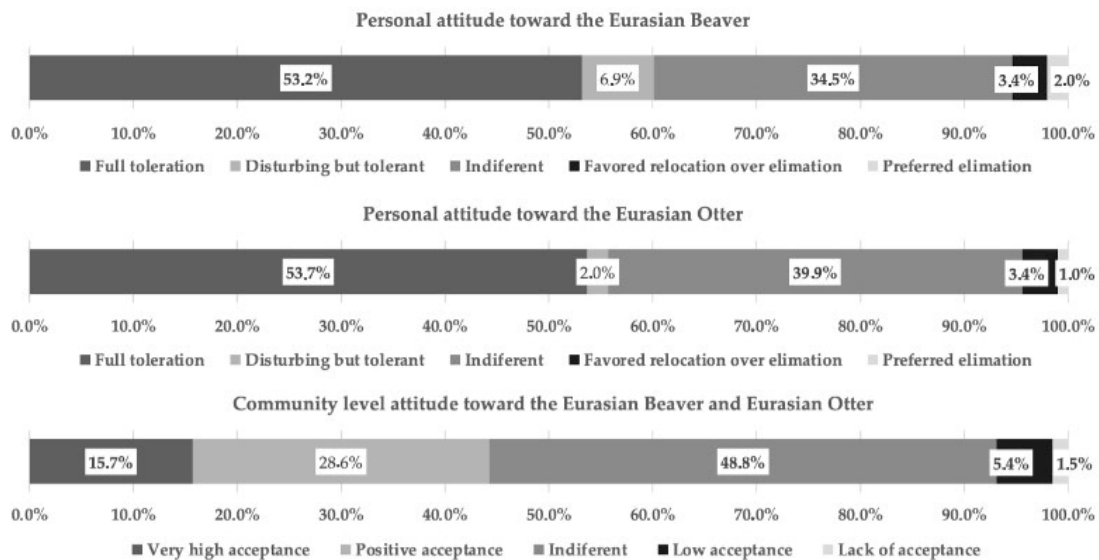 Personal attitude toward the Eurasian Beaver
53.2% 6.9% 34.5% 3.4% 2.0%
0.0% 10.0% 20.0% 30.0% 40.0% 50.0% 60.0% 70.0% 80.0% 90.0% 100.0%
Full toleration Disturbing but tolerant Indiferent Favored relocation over elimation Preferred elimation
Personal attitude toward the Eurasian Otter
53.7% 2.0% 39.9% 3.4% 1.0%
0.0% 10.0% 20.0% 30.0% 40.0% 50.0% 60.0% 70.0% 80.0% 90.0% 100.0%
Full toleration Disturbing but tolerant Indiferent Favored relocation over elimation Preferred elimation
Community level attitude toward the Eurasian Beaver and Eurasian Otter
15.7% 28.6% 48.8% 5.4% 1.5%
0.0% 10.0% 20.0% 30.0% 40.0% 50.0% 60.0% 70.0% 80.0% 90.0% 100.0%
Very high acceptance Positive acceptance Indiferent Low acceptance Lack of acceptance